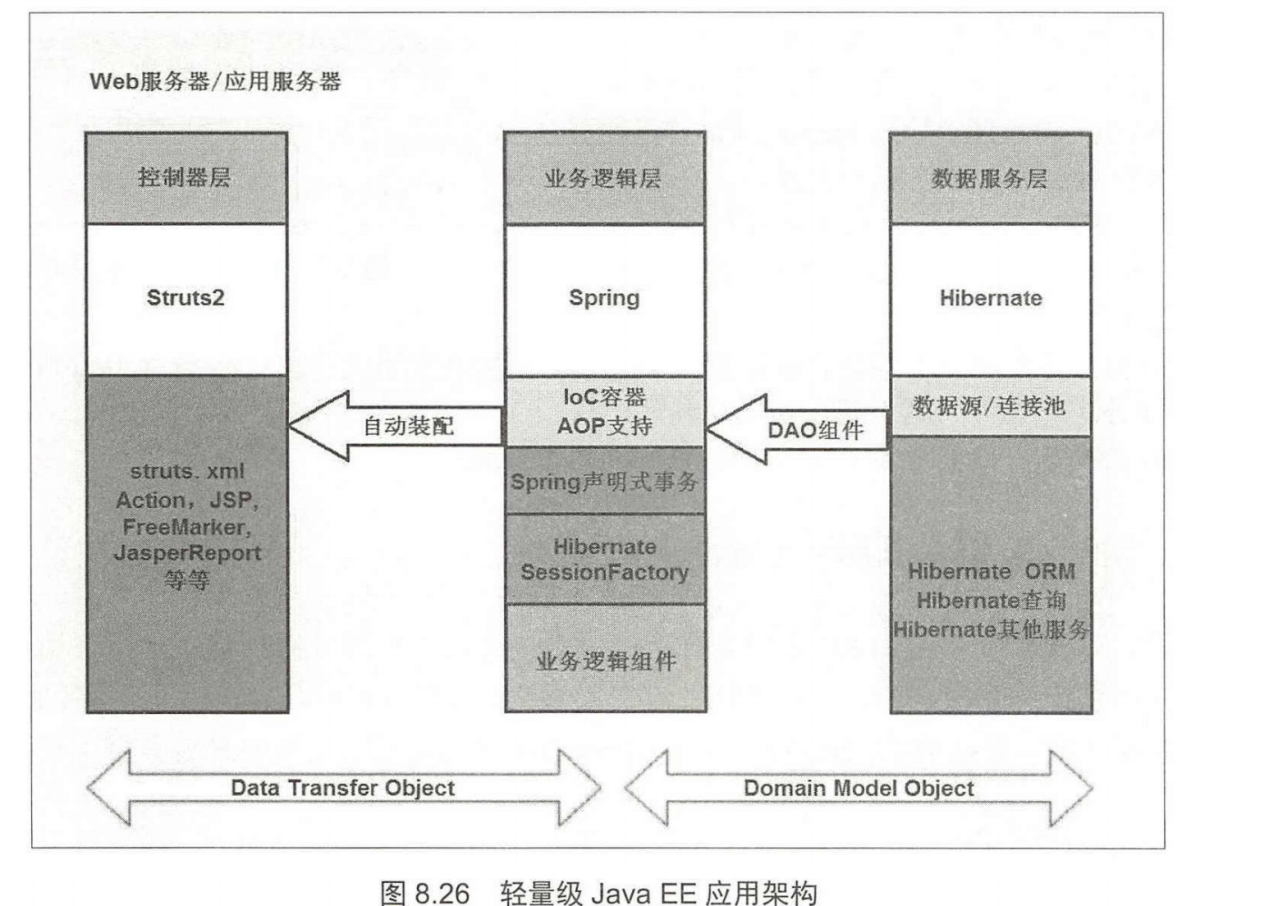 Web服务器/应用服务器
控制器层
Struts2
struts. xml
Action，JSP，
FreeMarker,
JasperReport
等等
自动装配
业务逻辑层
Spring
IoC容器
AOP支持
Spring声明式事务
Hibernate
SessionFactory
业务逻辑组件
DAO组件
数据服务层
Hibernate
数据源/连接池
Hibernate ORM
Hibernate查询
Hibernate其他服务
Data Transfer Object
Domain Model Object
图 8.26 轻量级 Java EE 应用架构